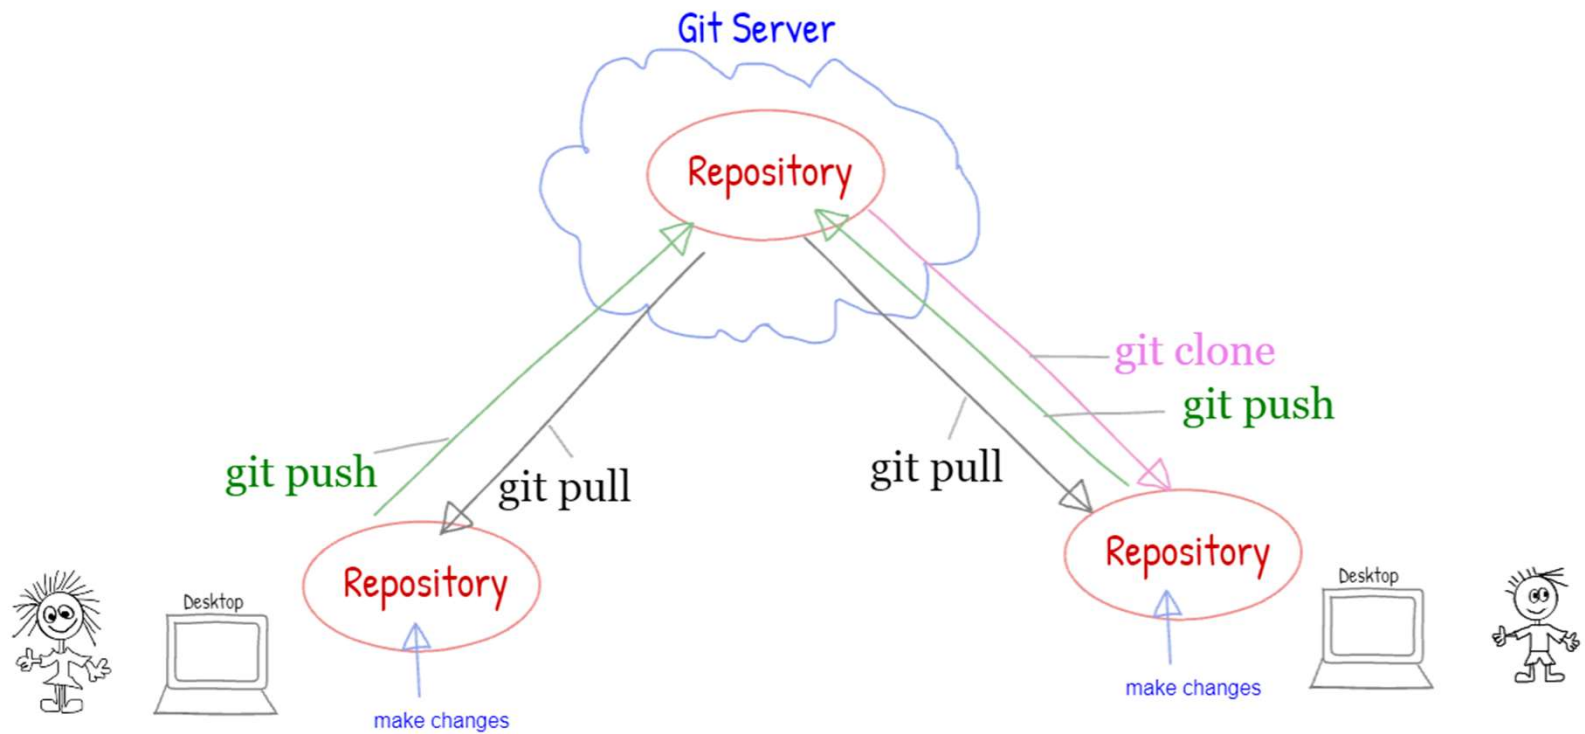 Git Server
Repository
git clone
git push
git pull
git push
git pull
Repository
Repository
Desktop
Desktop
make changes
make changes